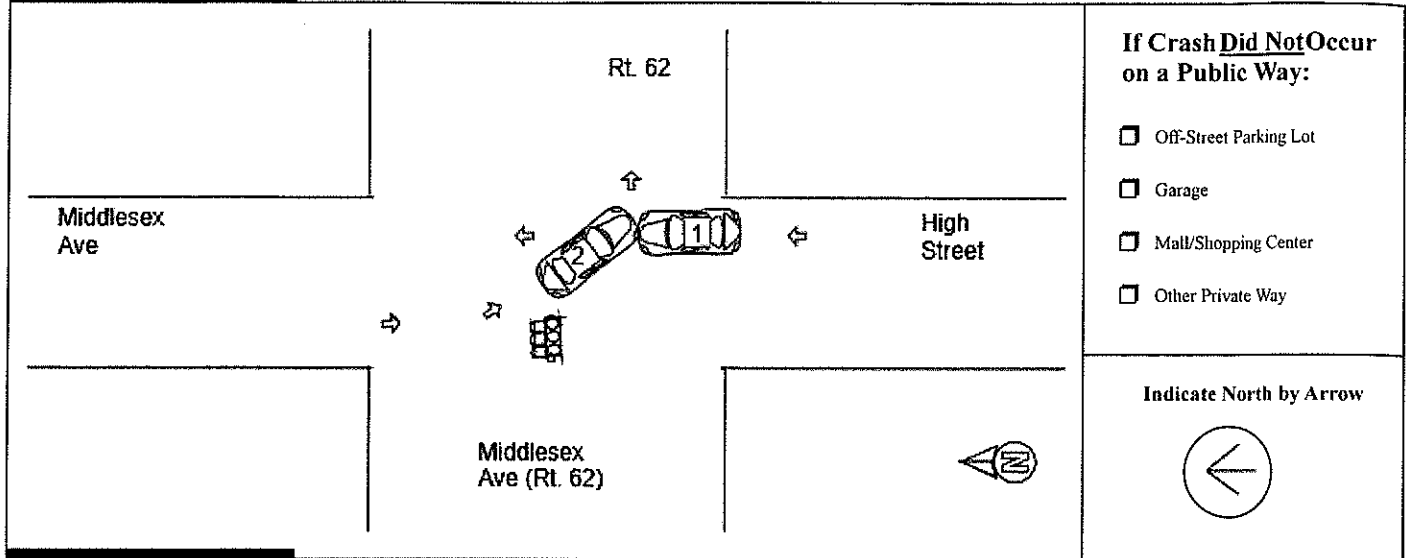 Rt. 62
Middlesex
Ave
2
1
High
Street
Middlesex
Ave (Rt. 62)
N
If Crash Did Not Occur
on a Public Way:
Off-Street Parking Lot
Garage
Mall/Shopping Center
Other Private Way
Indicate North by Arrow